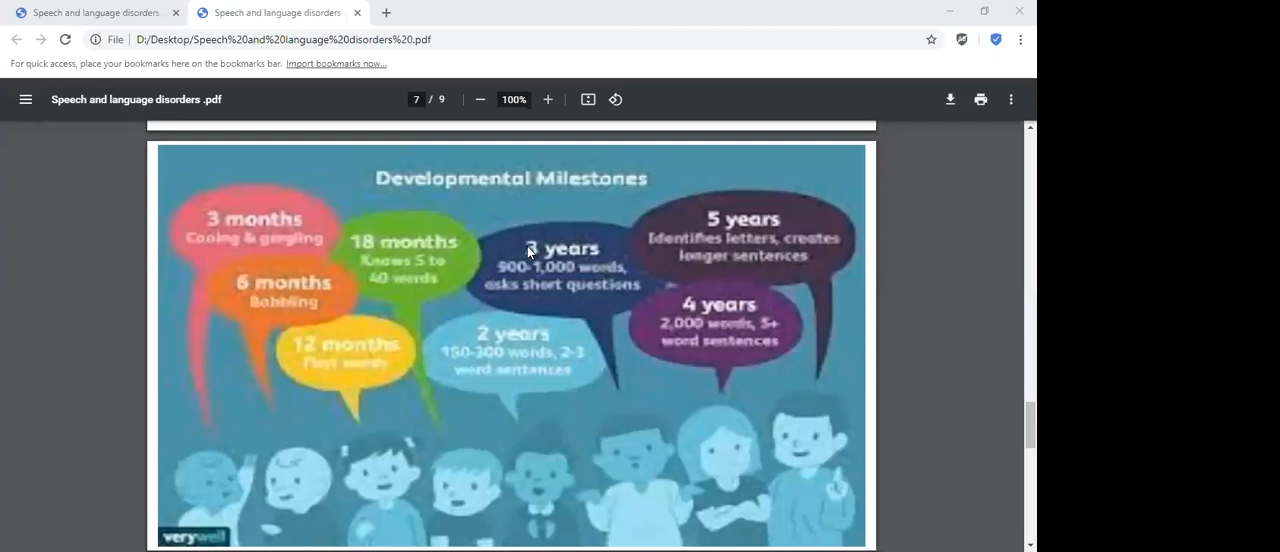 Speech and language disorders
Speech and language disorders
File
D:/Desktop/Speech%20and%20language%20disorders%20.pdf
For quick access, place your bookmarks here on the bookmarks bar. Import bookmarks now...
Speech and language disorders .pdf
7 / 9
100%
Developmental Milestones
3 months
Cooing & gurgling
6 months
Babbling
12 months
First words
18 months
Knows 5 to
40 words
2 years
150-300 words, 2-3
word sentences
3 years
900-1,000 words,
asks short questions
4 years
2,000 words, 5+
word sentences
5 years
Identifies letters, creates
longer sentences
verywell